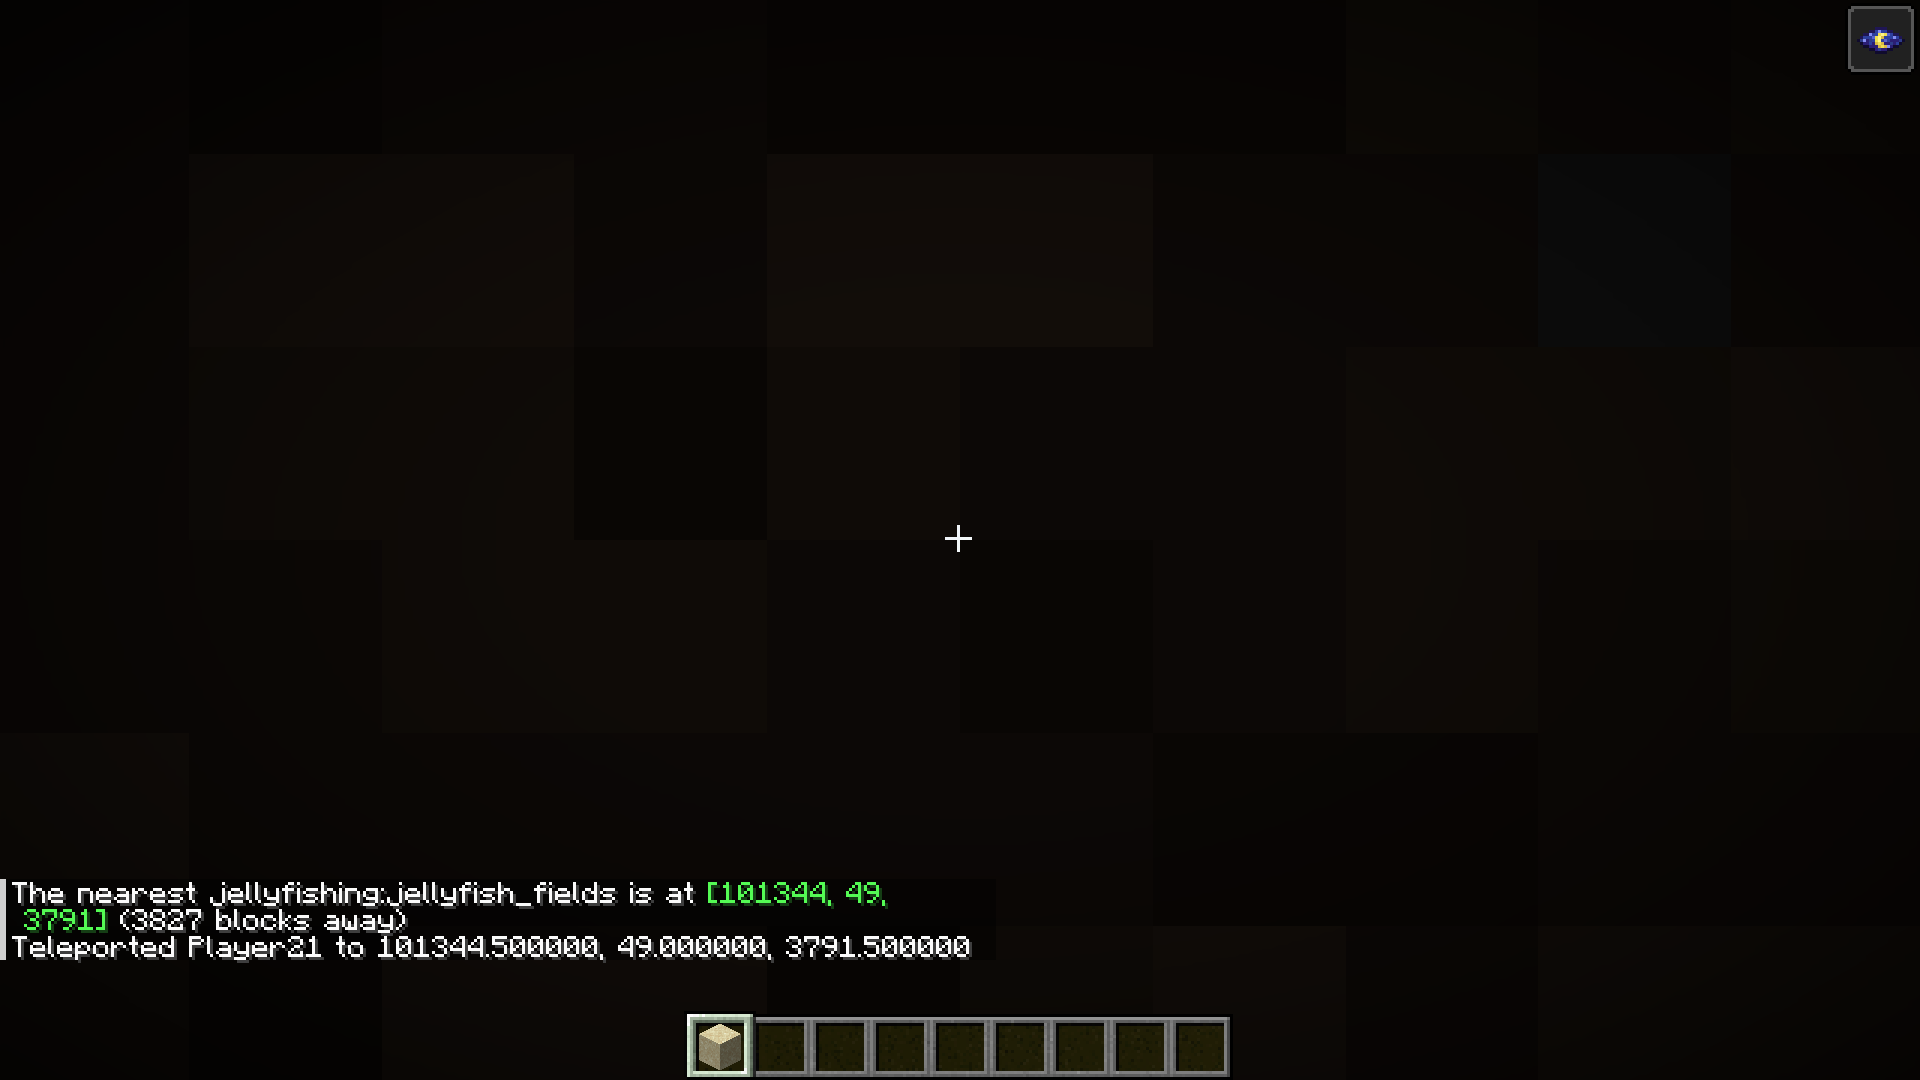 The nearest jellyfishing:jellyfish_fields is at [101344, 49,
3791] (3827 blocks away)
Teleported Player21 to 101344.500000, 49.000000, 3791.500000